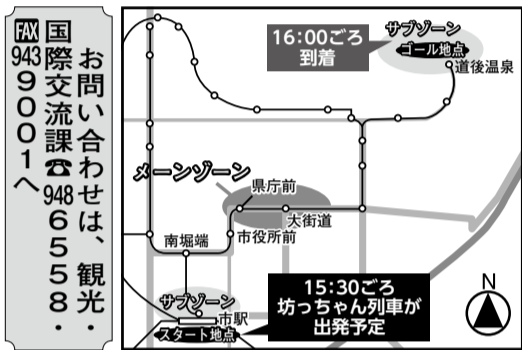 お問い合わせは、観光・
国際交流課☎948 6558・
FAX943 9001へ
サブゾーン
ゴール地点
道後温泉
16:00ごろ
到着
メーンゾーン
県庁前
大街道
市役所前
南堀端
サブゾーン
市駅
スタート地点
15:30ごろ
坊っちゃん列車が
出発予定
N